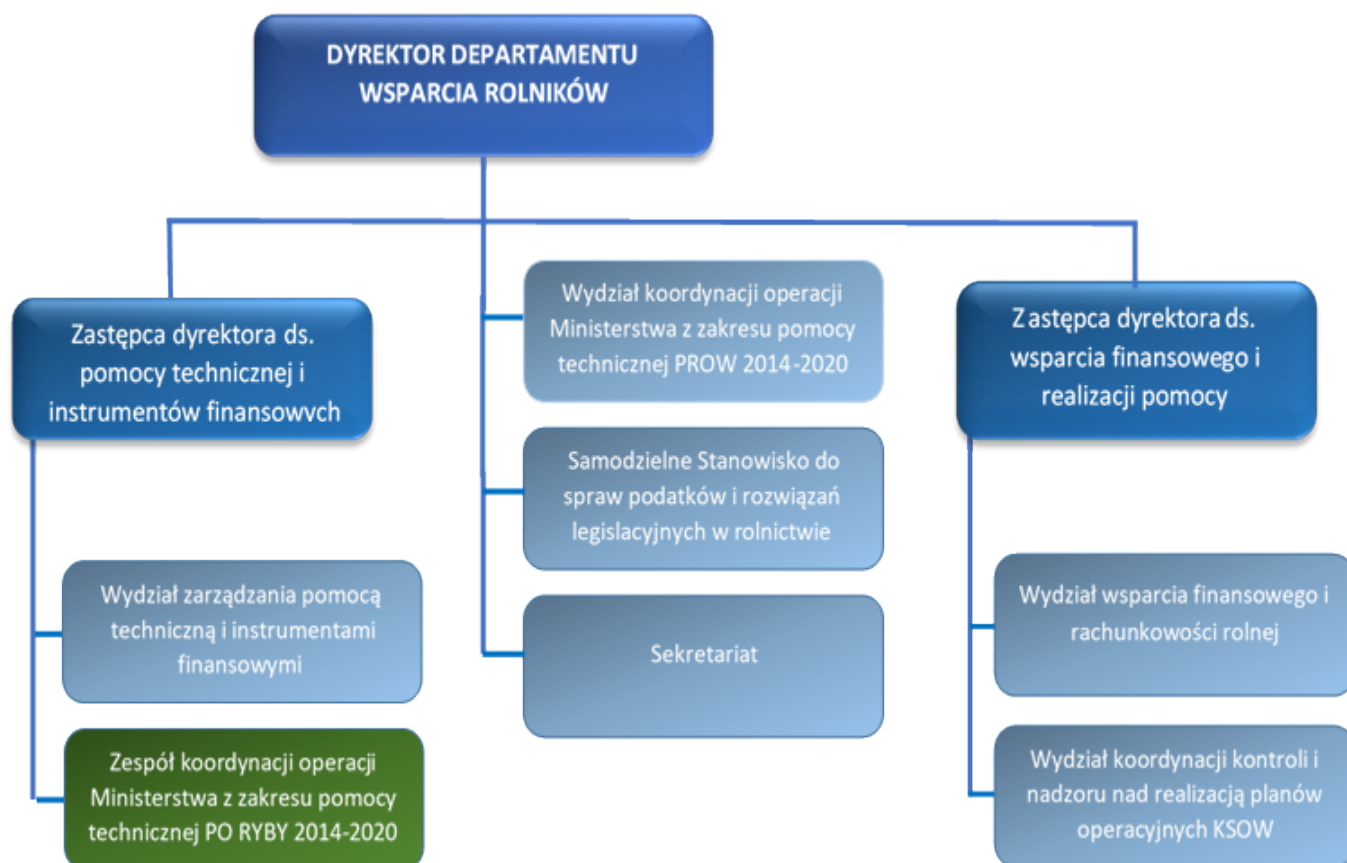 DYREKTOR DEPARTAMENTU
WSPARCIA ROLNIKÓW
Zastępca dyrektora ds.
pomocy technicznej i
instrumentów finansowych
Wydział zarządzania pomocą
techniczną i instrumentami
finansowymi
Zespół koordynacji operacji
Ministerstwa z zakresu pomocy
technicznej PO RYBY 2014-2020
Wydział koordynacji operacji
Ministerstwa z zakresu pomocy
technicznej PROW 2014-2020
Samodzielne Stanowisko do
spraw podatków i rozwiązań
legislacyjnych w rolnictwie
Sekretariat
Zastępca dyrektora ds.
wsparcia finansowego i
realizacji pomocy
Wydział wsparcia finansowego i
rachunkowości rolnej
Wydział koordynacji kontroli i
nadzoru nad realizacją planów
operacyjnych KSOW